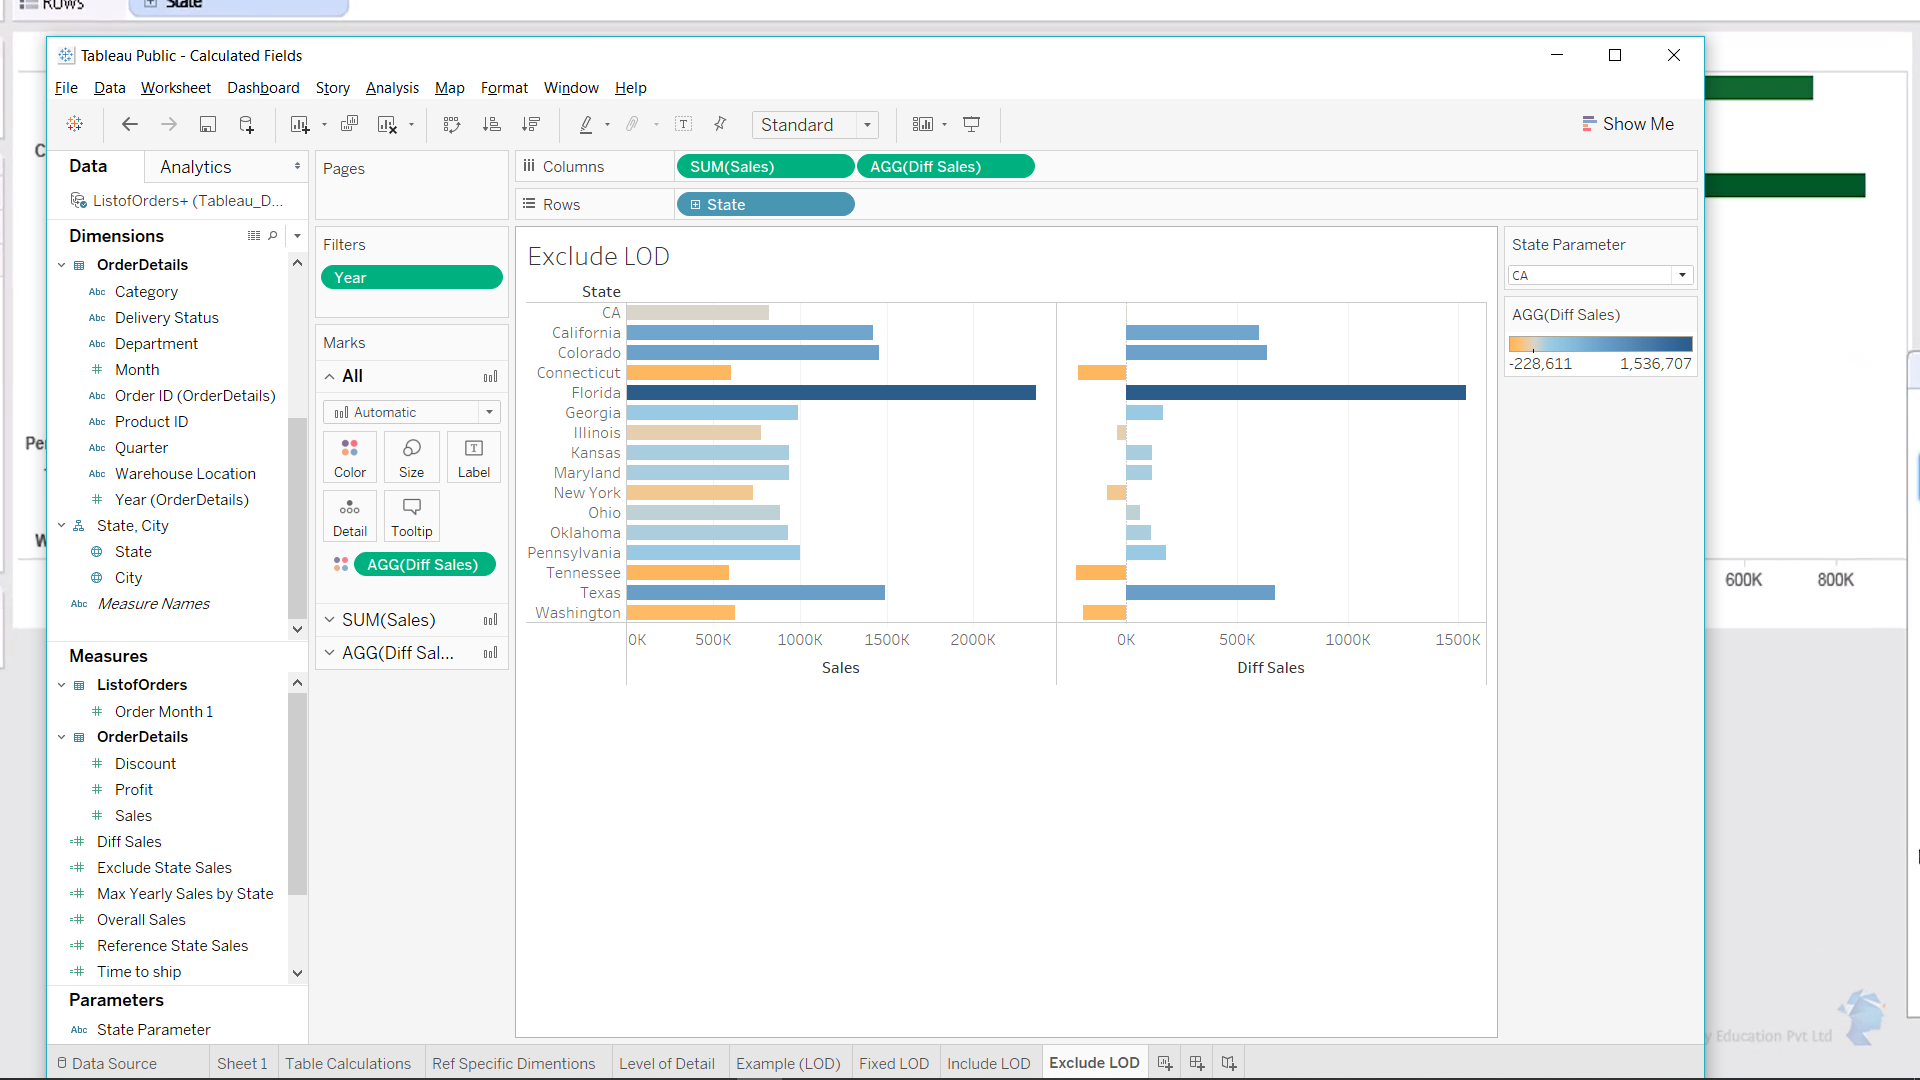 Rows
State
Tableau Public - Calculated Fields
File Data Worksheet Dashboard Story Analysis Map Format Window Help
Standard
Show Me
Data Analytics
ListofOrders+ (Tableau_D...
Dimensions
OrderDetails
Abc Category
Abc Delivery Status
Abc Department
# Month
Abc Order ID (OrderDetails)
Abc Product ID
Abc Quarter
Abc Warehouse Location
# Year (OrderDetails)
State, City
State
City
Abc Measure Names
Measures
ListofOrders
# Order Month 1
OrderDetails
# Discount
# Profit
# Sales
=# Diff Sales
=# Exclude State Sales
=# Max Yearly Sales by State
=# Overall Sales
=# Reference State Sales
=# Time to ship
Parameters
Abc State Parameter
Pages
Filters
Year
Marks
All
Automatic
Color Size Label
Detail Tooltip
AGG(Diff Sales)
SUM(Sales)
AGG(Diff Sal...
Columns SUM(Sales) AGG(Diff Sales)
Rows State
Exclude LOD
State
CA
California
Colorado
Connecticut
Florida
Georgia
Illinois
Kansas
Maryland
New York
Ohio
Oklahoma
Pennsylvania
Tennessee
Texas
Washington
0K 500K 1000K 1500K 2000K
Sales
0K 500K 1000K 1500K
Diff Sales
State Parameter
CA
AGG(Diff Sales)
-228,611 1,536,707
600K 800K
Education Pvt Ltd
Data Source Sheet 1 Table Calculations Ref Specific Dimentions Level of Detail Example (LOD) Fixed LOD Include LOD Exclude LOD